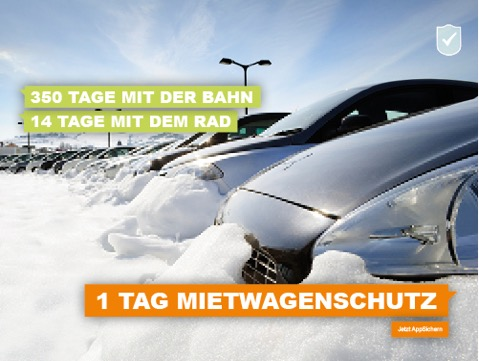 350 TAGE MIT DER BAHN
14 TAGE MIT DEM RAD
1 TAG MIETWAGENSCHUTZ
Jetzt AppSichern